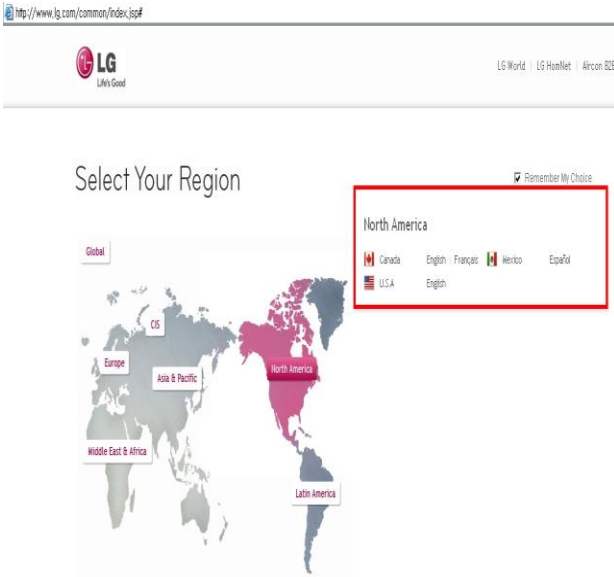 http://www.lg.com/common/index.jsp#
LG
Life's Good
LG World | LG HomNet | Aircon B2B
Select Your Region
Remember My Choice
North America
Canada English | Français Mexico Español
U.S.A English
Global
CIS
Europe
Asia & Pacific
North America
Middle East & Africa
Latin America